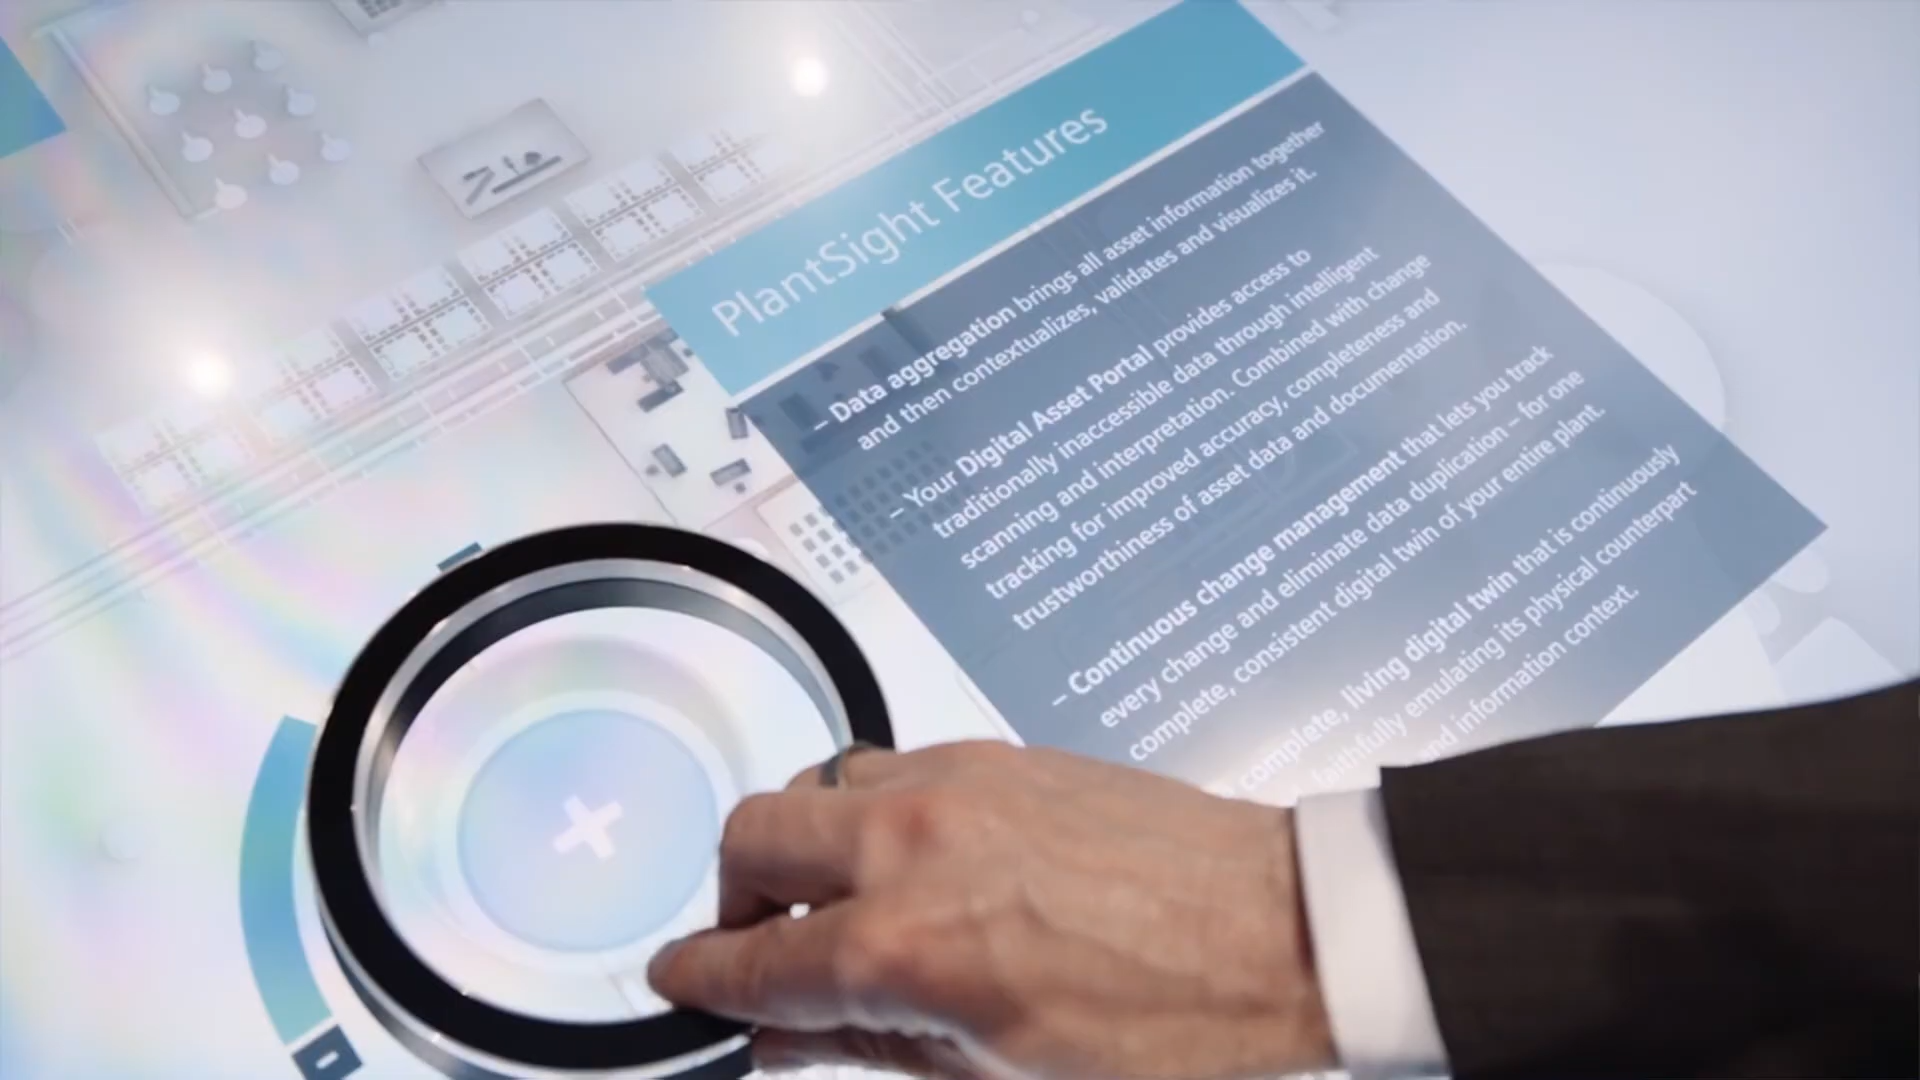 PlantSight Features
– Data aggregation brings all asset information together
and then contextualizes, validates and visualizes it.
– Your Digital Asset Portal provides access to
traditionally inaccessible data through intelligent
scanning and interpretation. Combined with change
tracking for improved accuracy, completeness and
trustworthiness of asset data and documentation.
– Continuous change management that lets you track
every change and eliminate data duplication – for one
complete, consistent digital twin of your entire plant.
complete, living digital twin that is continuously
faithfully emulating its physical counterpart
and information context.